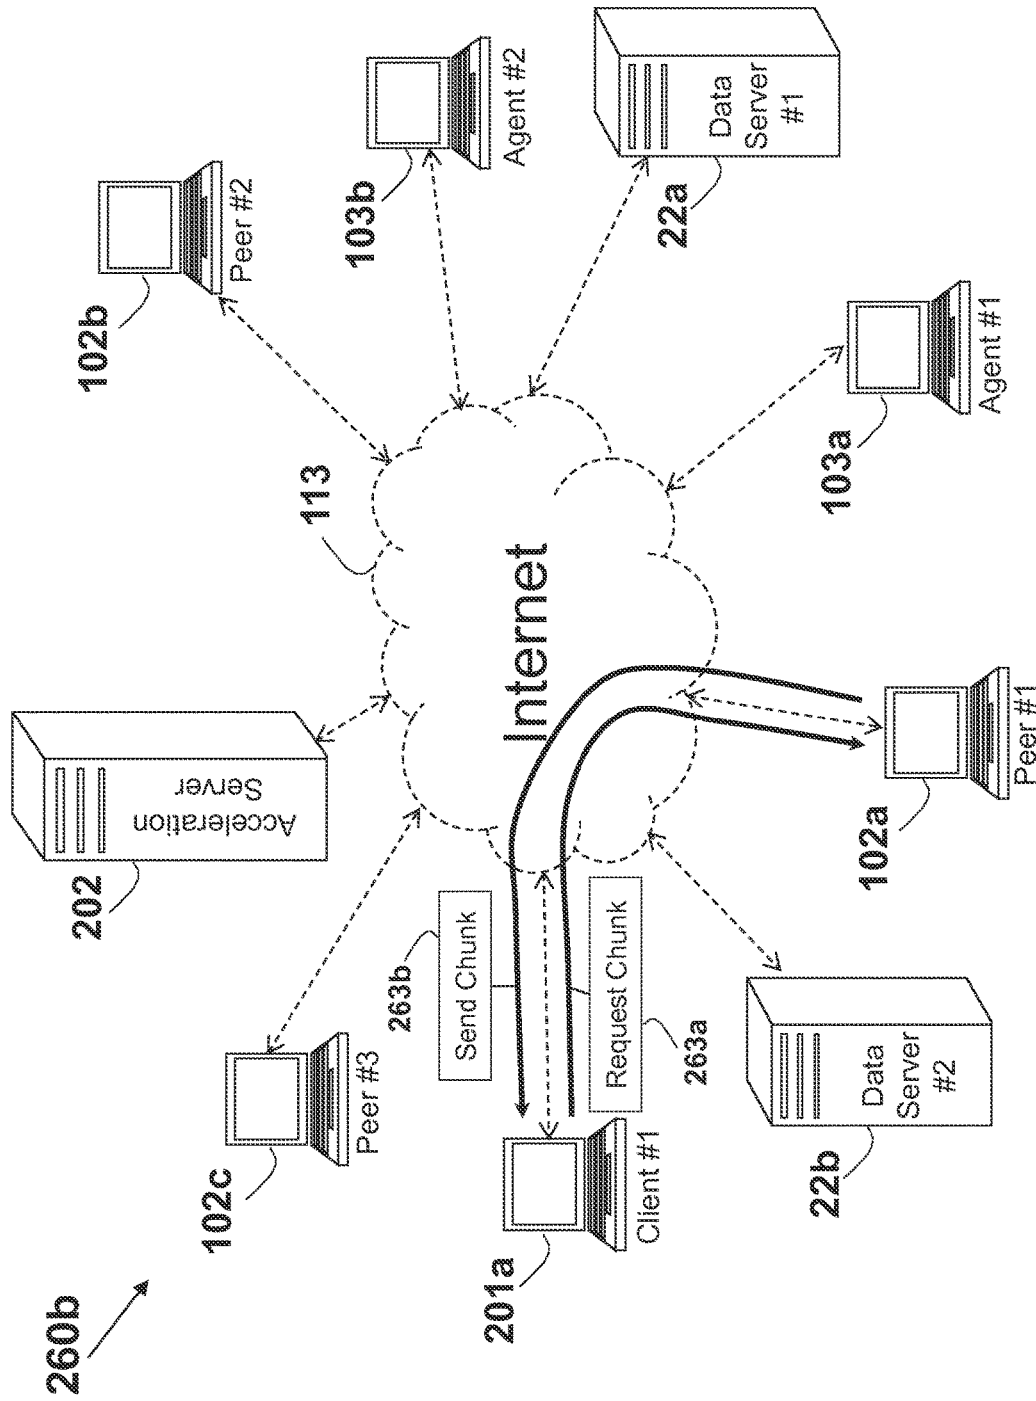 260b
102c
Peer #3
202
Acceleration
Server
113
102b
Peer #2
103b
Agent #2
22a
Data
Server
#1
Internet
263b
Send Chunk
Request Chunk
263a
201a
Client #1
22b
Data
Server
#2
102a
Peer #1
103a
Agent #1